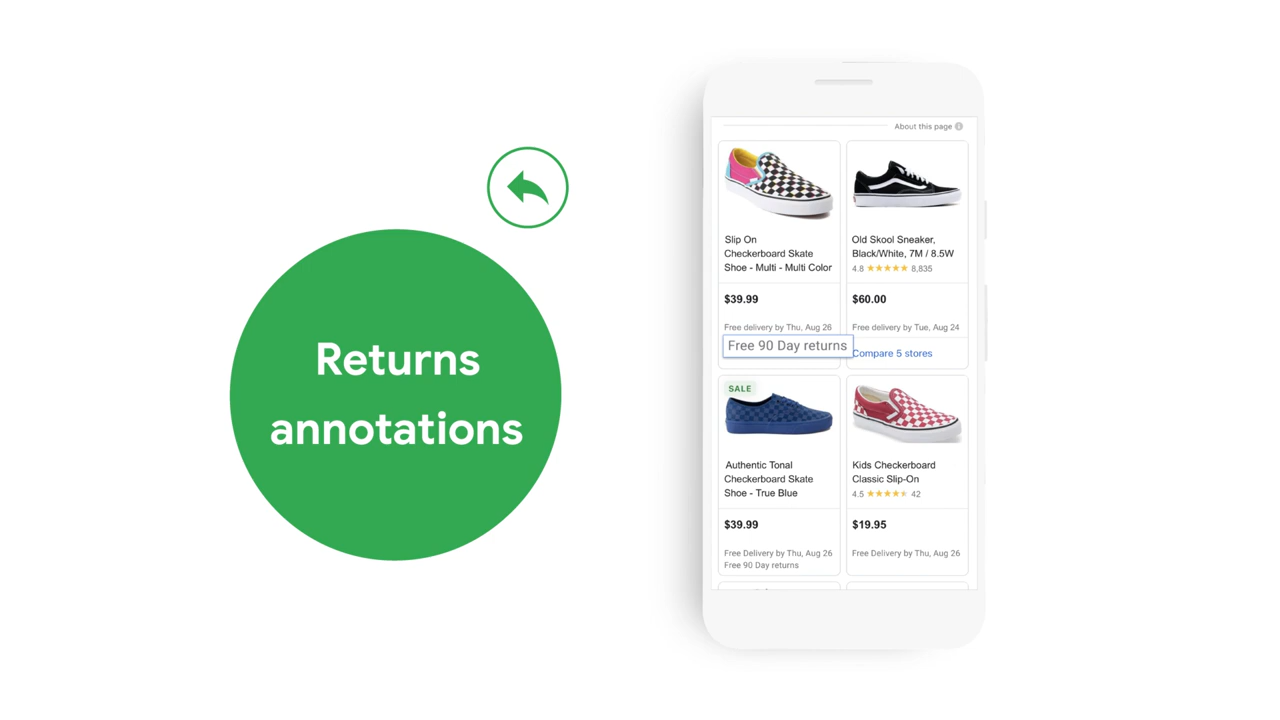 Returns
annotations
About this page
Slip On
Checkerboard Skate
Shoe - Multi - Multi Color
$39.99
Free delivery by Thu, Aug 26
Free 90 Day returns
Old Skool Sneaker,
Black/White, 7M / 8.5W
4.8 ★★★★★ 8,835
$60.00
Free delivery by Tue, Aug 24
Compare 5 stores
SALE
Authentic Tonal
Checkerboard Skate
Shoe - True Blue
$39.99
Free Delivery by Thu, Aug 26
Free 90 Day returns
Kids Checkerboard
Classic Slip-On
4.5 ★★★★★ 42
$19.95
Free Delivery by Thu, Aug 26